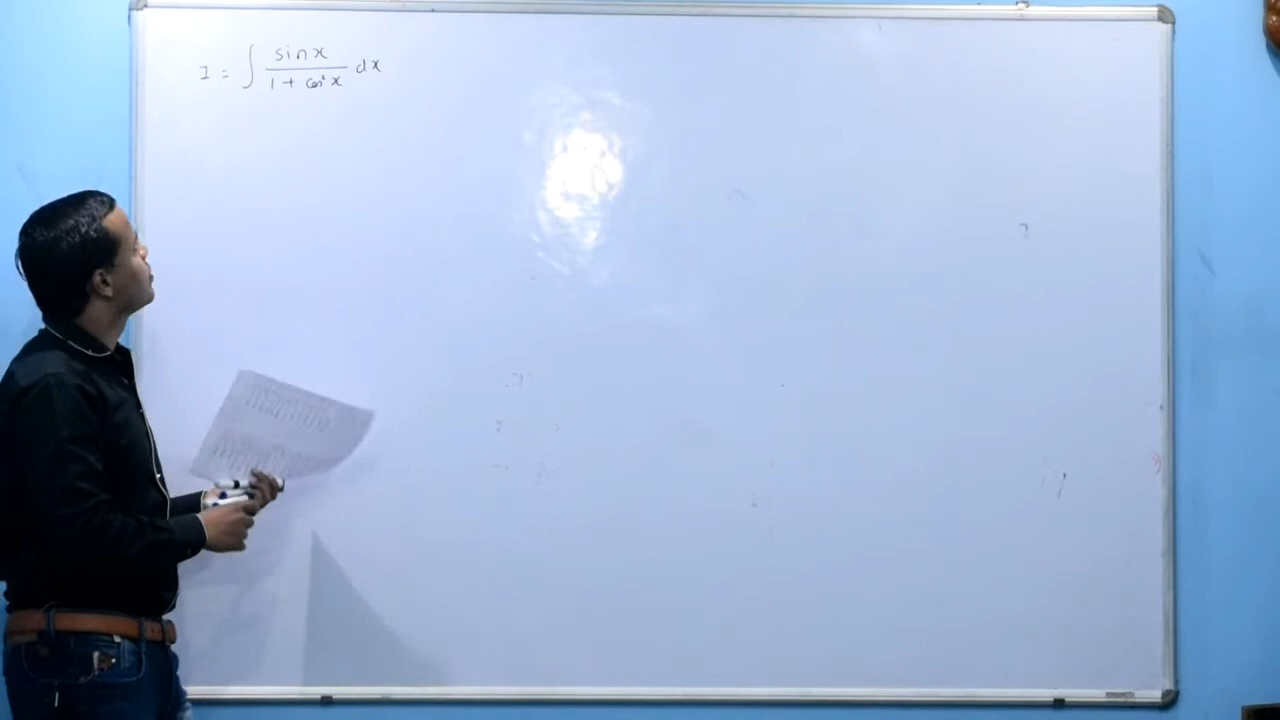 I = ∫ sin x / (1 + cos² x) dx